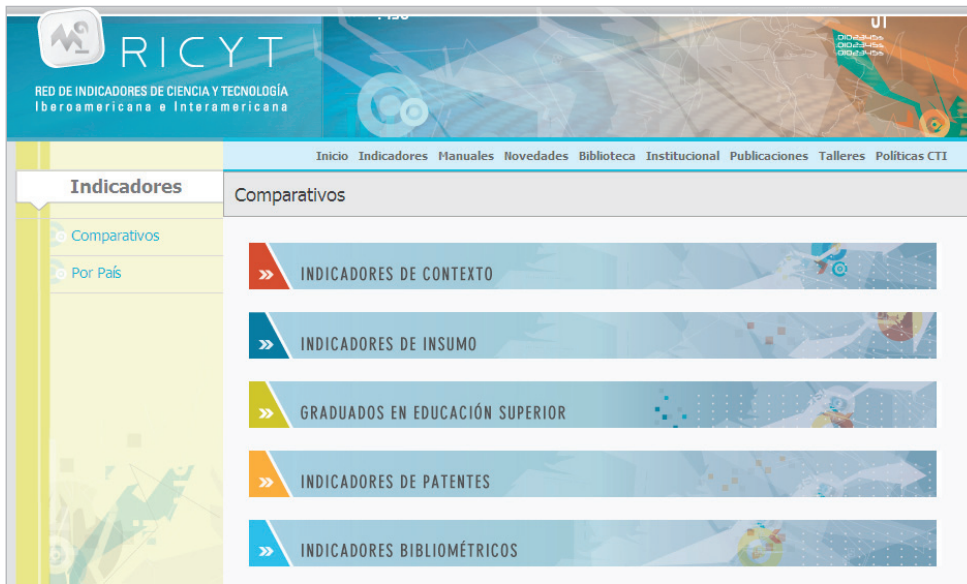 RICYT
RED DE INDICADORES DE CIENCIA Y TECNOLOGÍA
Iberoamericana e Interamericana
Inicio Indicadores Manuales Novedades Biblioteca Institucional Publicaciones Talleres Políticas CTI
Indicadores
Comparativos
Comparativos
Por País
INDICADORES DE CONTEXTO
INDICADORES DE INSUMO
GRADUADOS EN EDUCACIÓN SUPERIOR
INDICADORES DE PATENTES
INDICADORES BIBLIOMÉTRICOS